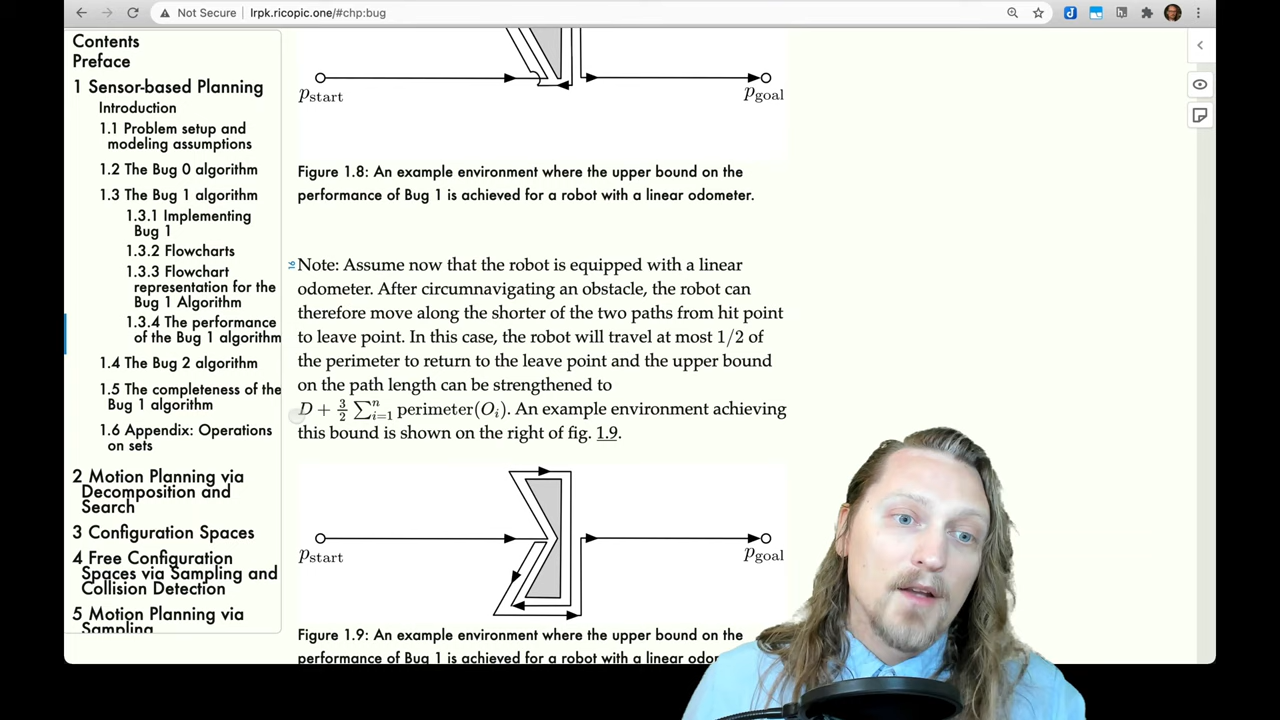 Not Secure | lrpk.ricopic.one/#chp:bug
Contents
Preface
1 Sensor-based Planning
Introduction
1.1 Problem setup and
modeling assumptions
1.2 The Bug 0 algorithm
1.3 The Bug 1 algorithm
1.3.1 Implementing
Bug 1
1.3.2 Flowcharts
1.3.3 Flowchart
representation for the
Bug 1 Algorithm
1.3.4 The performance
of the Bug 1 algorithm
1.4 The Bug 2 algorithm
1.5 The completeness of the
Bug 1 algorithm
1.6 Appendix: Operations
on sets
2 Motion Planning via
Decomposition and
Search
3 Configuration Spaces
4 Free Configuration
Spaces via Sampling and
Collision Detection
5 Motion Planning via
Sampling
p_start
p_goal
Figure 1.8: An example environment where the upper bound on the
performance of Bug 1 is achieved for a robot with a linear odometer.
16
Note: Assume now that the robot is equipped with a linear
odometer. After circumnavigating an obstacle, the robot can
therefore move along the shorter of the two paths from hit point
to leave point. In this case, the robot will travel at most 1/2 of
the perimeter to return to the leave point and the upper bound
on the path length can be strengthened to
D + 3/2 ∑_{i=1}^{n} perimeter(O_i). An example environment achieving
this bound is shown on the right of fig. 1.9.
p_start
p_goal
Figure 1.9: An example environment where the upper bound on the
performance of Bug 1 is achieved for a robot with a linear